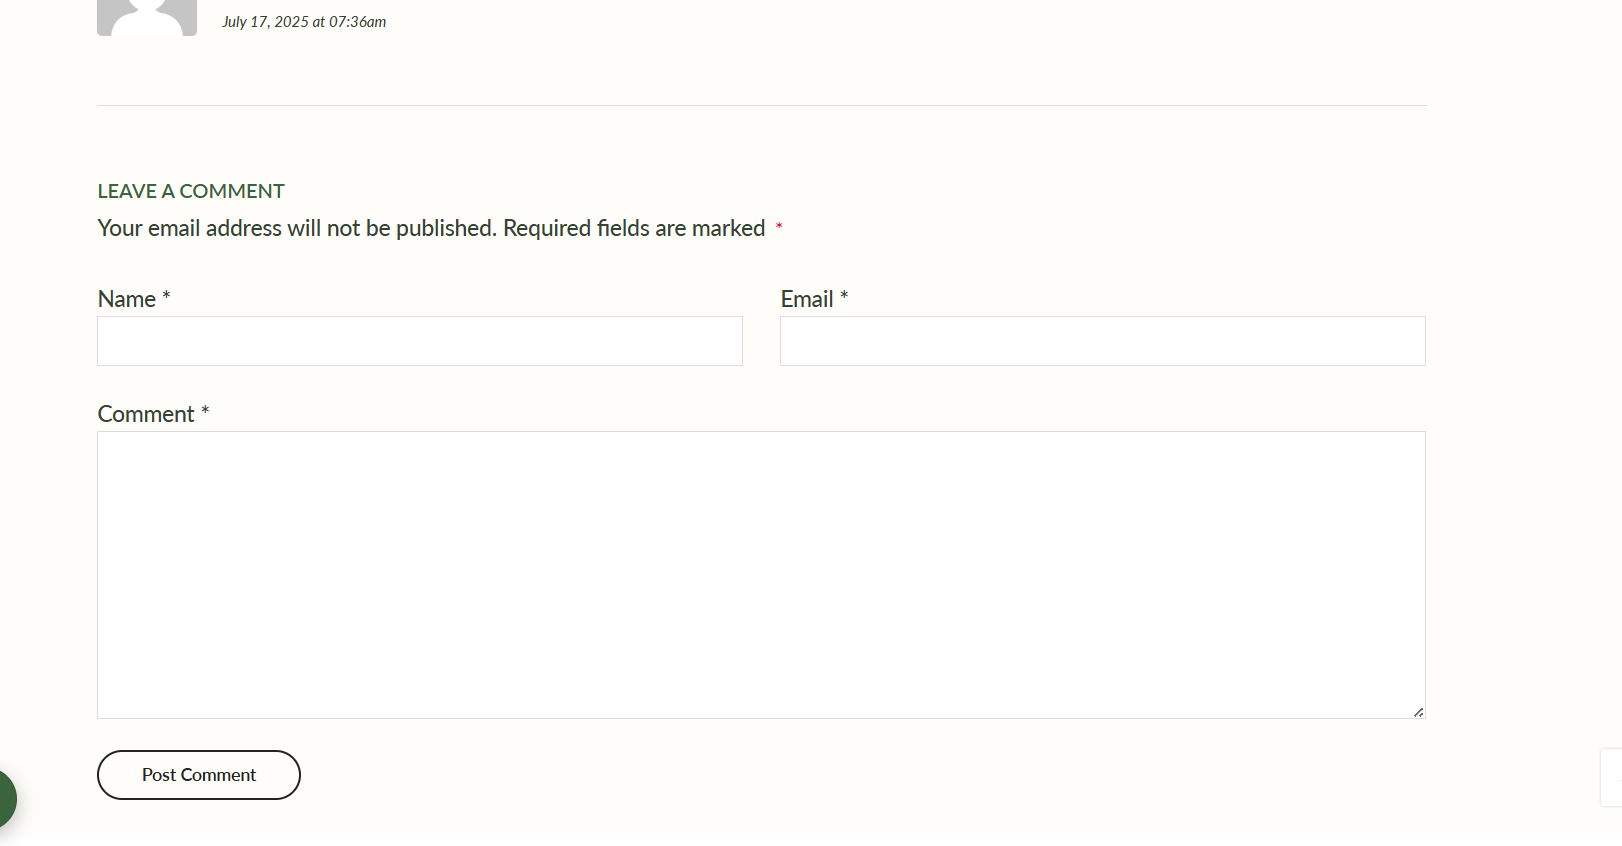 July 17, 2025 at 07:36am
LEAVE A COMMENT
Your email address will not be published. Required fields are marked *
Name *
Email *
Comment *
Post Comment